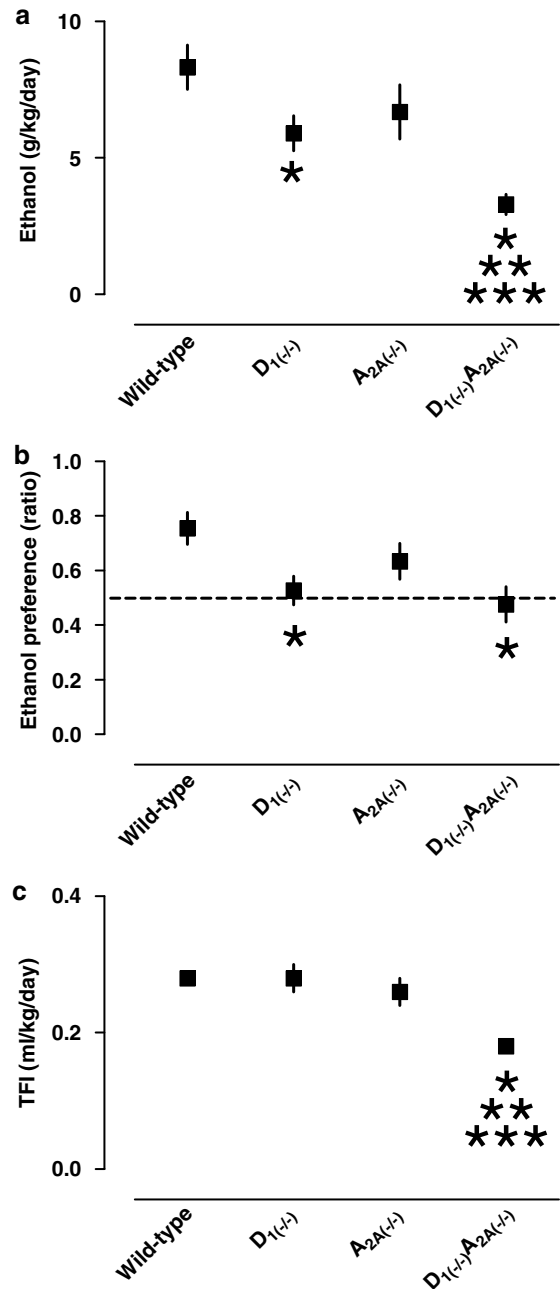 a
Ethanol (g/kg/day)
10
5
0
*
*
* *
* * *
Wild-type
D1(-/-)
A2A(-/-)
D1(-/-)A2A(-/-)
b
Ethanol preference (ratio)
1.0
0.8
0.6
0.4
0.2
0.0
*
*
Wild-type
D1(-/-)
A2A(-/-)
D1(-/-)A2A(-/-)
c
TFI (ml/kg/day)
0.4
0.2
0.0
*
* *
* * *
Wild-type
D1(-/-)
A2A(-/-)
D1(-/-)A2A(-/-)